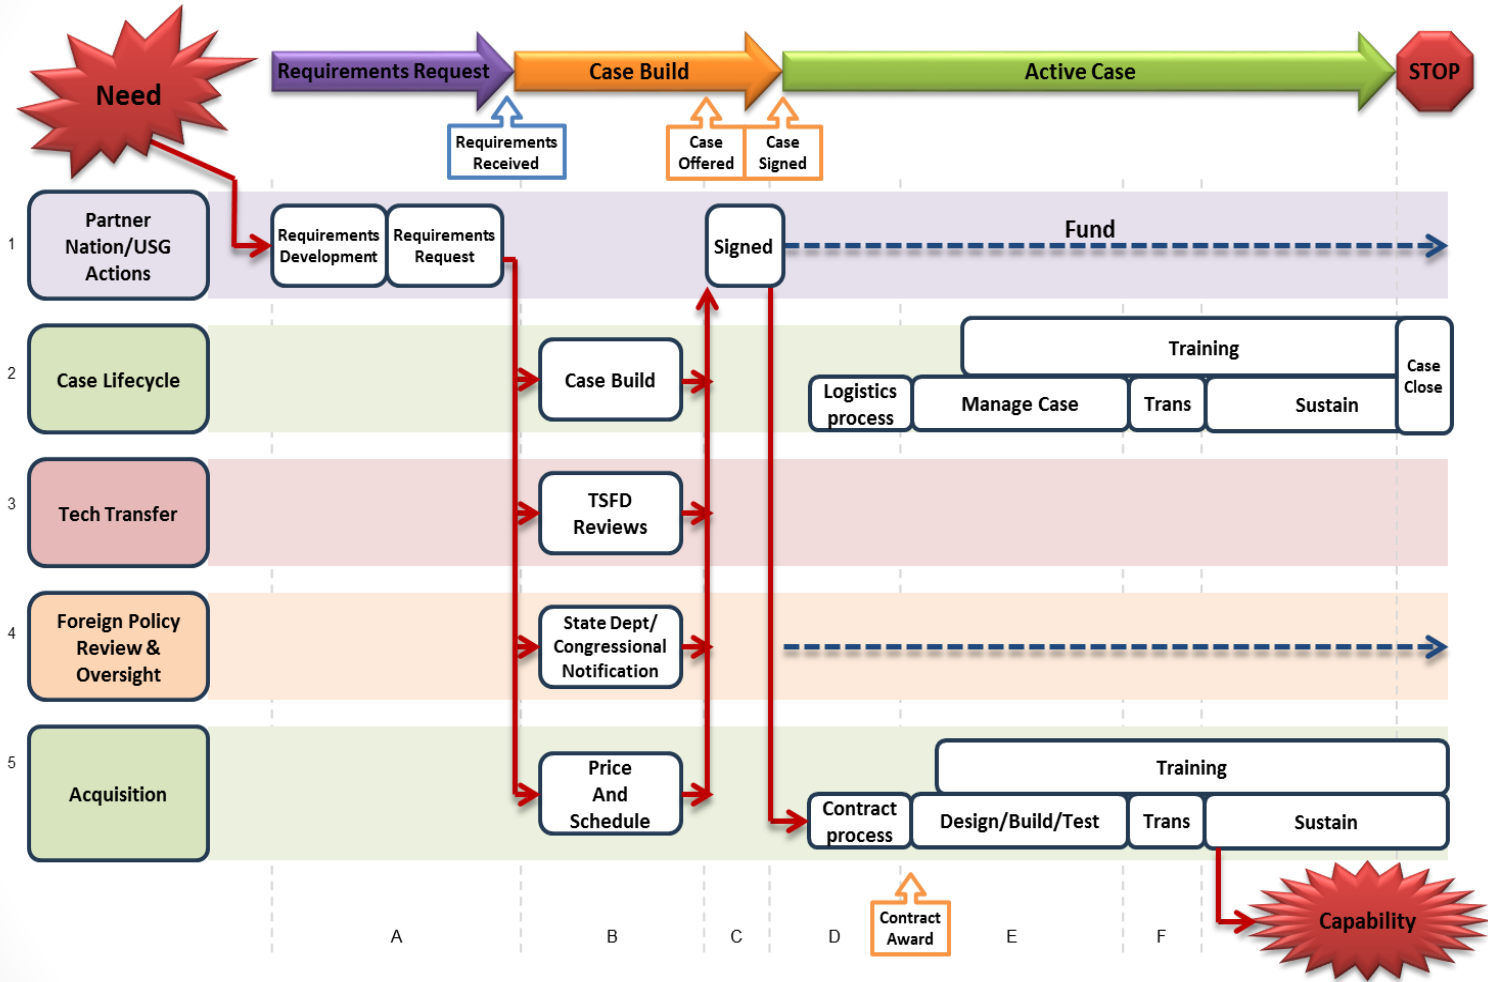 Need
Requirements Request
Case Build
Active Case
STOP
Requirements
Received
Case
Offered
Case
Signed
1
Partner
Nation/USG
Actions
Requirements
Development
Requirements
Request
Signed
Fund
2
Case Lifecycle
Case Build
Training
Logistics
process
Manage Case
Trans
Sustain
Case
Close
3
Tech Transfer
TSFD
Reviews
4
Foreign Policy
Review &
Oversight
State Dept/
Congressional
Notification
5
Acquisition
Price
And
Schedule
Training
Contract
process
Design/Build/Test
Trans
Sustain
Contract
Award
Capability
A
B
C
D
E
F